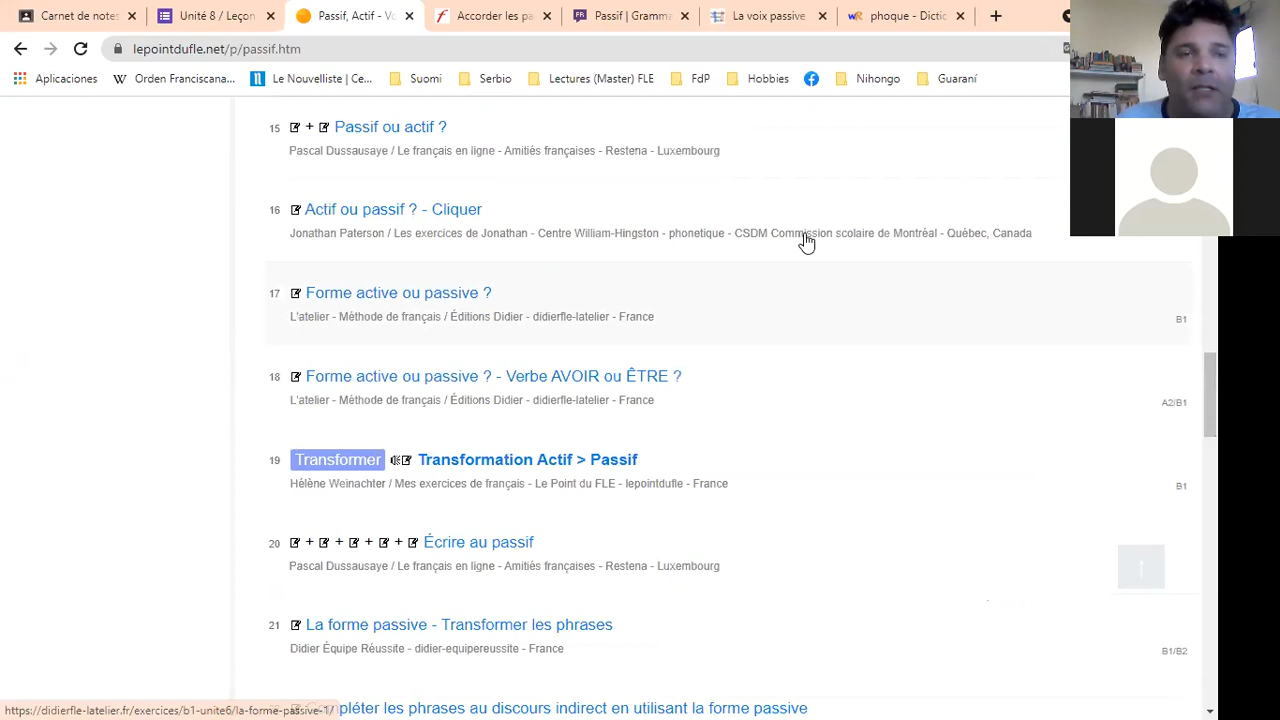 Carnet de notes
Unité 8 / Leçon
Passif, Actif - Vo
Accorder les pa
Passif | Gramma
La voix passive
phoque - Dictio
lepointdufle.net/p/passif.htm
Aplicaciones
Orden Franciscana...
Le Nouvelliste | Ce...
Suomi
Serbio
Lectures (Master) FLE
FdP
Hobbies
Nihongo
Guaraní
15 + Passif ou actif ?
Pascal Dussausaye / Le français en ligne - Amitiés françaises - Restena - Luxembourg
16 Actif ou passif ? - Cliquer
Jonathan Paterson / Les exercices de Jonathan - Centre William-Hingston - phonetique - CSDM Commission scolaire de Montréal - Québec, Canada
17 Forme active ou passive ?
L'atelier - Méthode de français / Éditions Didier - didierfle-latelier - France
B1
18 Forme active ou passive ? - Verbe AVOIR ou ÊTRE ?
L'atelier - Méthode de français / Éditions Didier - didierfle-latelier - France
A2/B1
19 Transformer Transformation Actif > Passif
Hélène Weinachter / Mes exercices de français - Le Point du FLE - lepointdufle - France
B1
20 + + + + Écrire au passif
Pascal Dussausaye / Le français en ligne - Amitiés françaises - Restena - Luxembourg
21 La forme passive - Transformer les phrases
Didier Équipe Réussite - didier-equipereussite - France
B1/B2
pléter les phrases au discours indirect en utilisant la forme passive
https://didierfle-latelier.fr/exercices/b1-unite6/la-forme-passive-1/